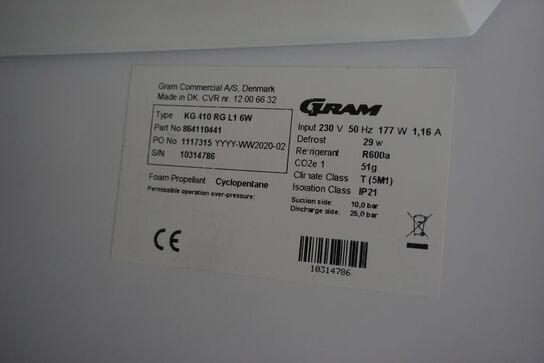 Gram Commercial A/S, Denmark
Made in DK. CVR nr. 12 00 66 32
Type KG 410 RG L1 6W
Part No 864110441
PO No 1117315 YYYY-WW2020-02
S/N 10314786
Foam Propellant Cyclopentane
Permissible operation over-pressure:
CE
GRAM
Input 230 V 50 Hz 177 W 1,16 A
Defrost 29 w
Refrigerant R600a
CO2e 1 51g
Climate Class T (5M1)
Isolation Class IP21
Suction side: 10,0 bar
Discharge side: 25,0 bar
10314786